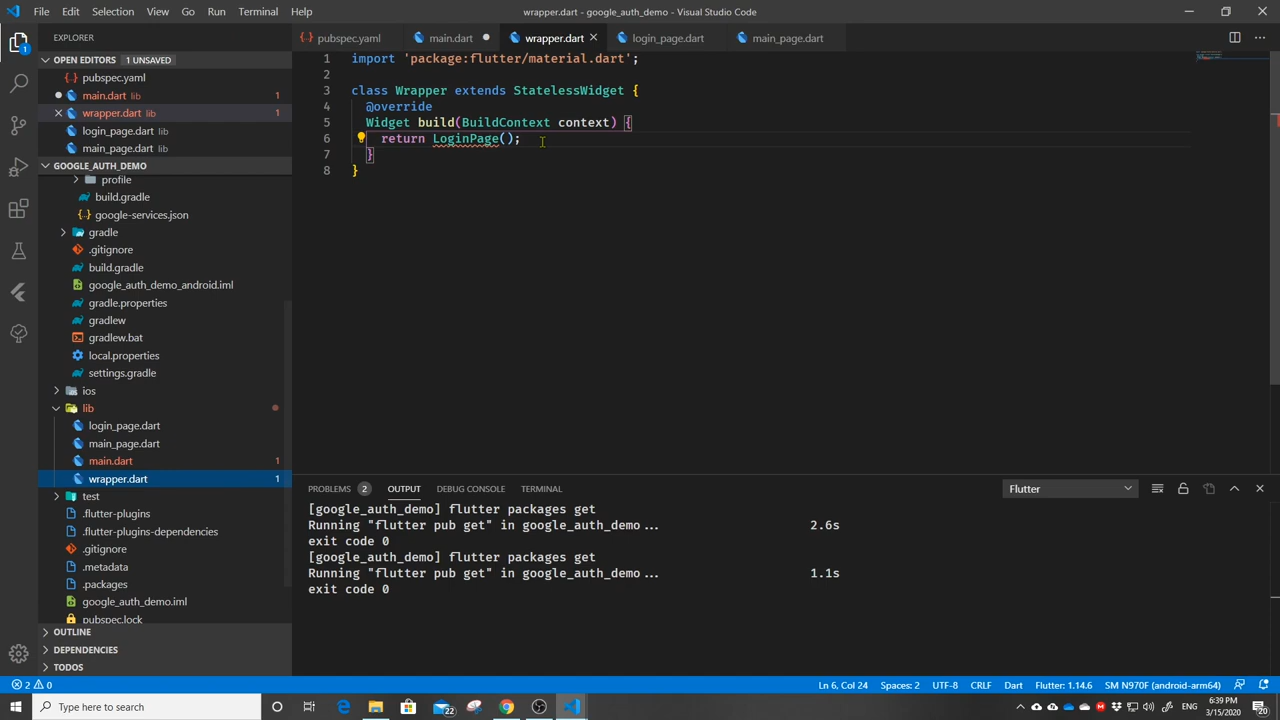 File Edit Selection View Go Run Terminal Help
wrapper.dart - google_auth_demo - Visual Studio Code
EXPLORER
OPEN EDITORS 1 UNSAVED
pubspec.yaml
main.dart lib 1
wrapper.dart lib 1
login_page.dart lib
main_page.dart lib
GOOGLE_AUTH_DEMO
profile
build.gradle
google-services.json
gradle
.gitignore
build.gradle
google_auth_demo_android.iml
gradle.properties
gradlew
gradlew.bat
local.properties
settings.gradle
ios
lib
login_page.dart
main_page.dart
main.dart 1
wrapper.dart 1
test
.flutter-plugins
.flutter-plugins-dependencies
.gitignore
.metadata
.packages
google_auth_demo.iml
pubspec.lock
OUTLINE
DEPENDENCIES
TODOS
pubspec.yaml main.dart wrapper.dart login_page.dart main_page.dart
1 import 'package:flutter/material.dart';
2
3 class Wrapper extends StatelessWidget {
4 @override
5 Widget build(BuildContext context) {
6 return LoginPage();
7 }
8 }
PROBLEMS 2 OUTPUT DEBUG CONSOLE TERMINAL Flutter
[google_auth_demo] flutter packages get
Running "flutter pub get" in google_auth_demo... 2.6s
exit code 0
[google_auth_demo] flutter packages get
Running "flutter pub get" in google_auth_demo... 1.1s
exit code 0
2 0 Ln 6, Col 24 Spaces: 2 UTF-8 CRLF Dart Flutter: 1.14.6 SM N970F (android-arm64)
Type here to search
22
ENG 6:39 PM
3/15/2020
20